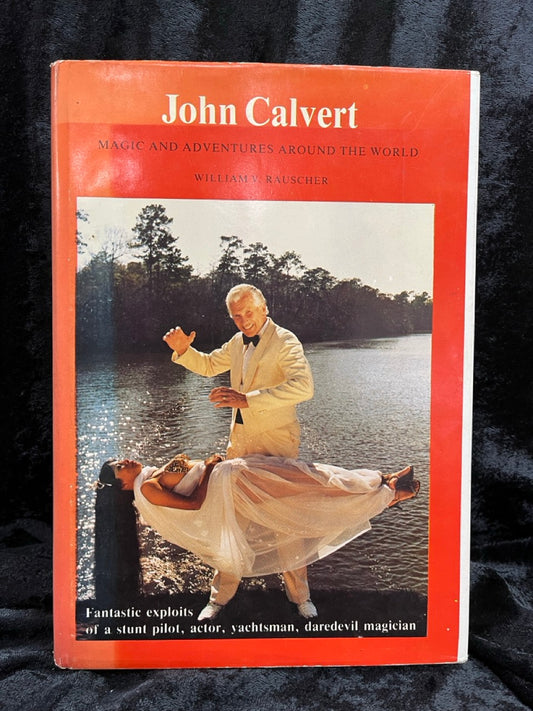 John Calvert
MAGIC AND ADVENTURES AROUND THE WORLD
WILLIAM V. RAUSCHER
Fantastic exploits
of a stunt pilot, actor, yachtsman, daredevil magician